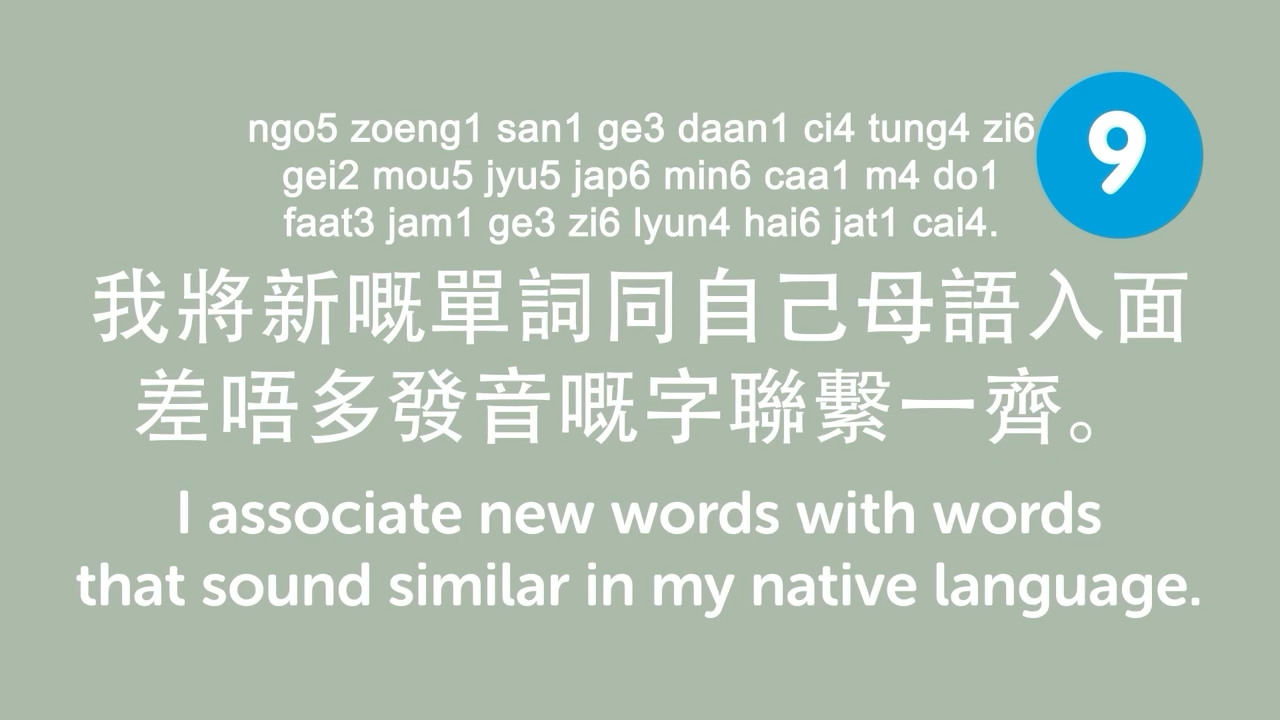 ngo5 zoeng1 san1 ge3 daan1 ci4 tung4 zi6
gei2 mou5 jyu5 jap6 min6 caa1 m4 do1
faat3 jam1 ge3 zi6 lyun4 hai6 jat1 cai4.
9
我將新嘅單詞同自己母語入面
差唔多發音嘅字聯繫一齊。
I associate new words with words
that sound similar in my native language.